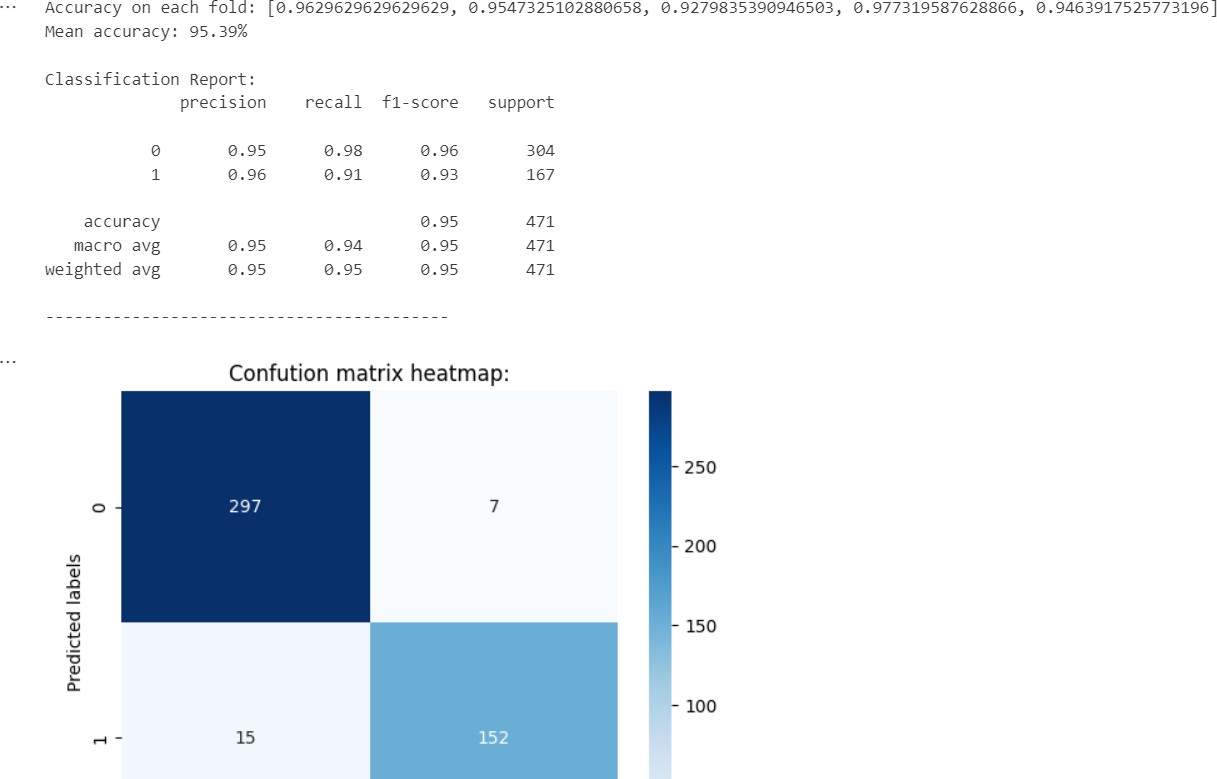 ... Accuracy on each fold: [0.9629629629629629, 0.9547325102880658, 0.9279835390946503, 0.977319587628866, 0.9463917525773196]
Mean accuracy: 95.39%
Classification Report:
precision recall f1-score support
0 0.95 0.98 0.96 304
1 0.96 0.91 0.93 167
accuracy 0.95 471
macro avg 0.95 0.94 0.95 471
weighted avg 0.95 0.95 0.95 471
------------------------------------------
...
Confution matrix heatmap:
250
0 297 7
200
Predicted labels
150
100
1 15 152